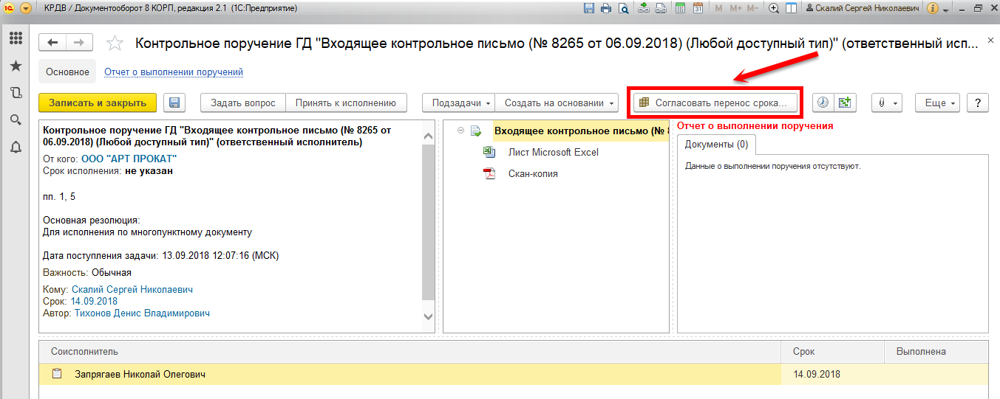 КРДВ / Документооборот 8 КОРП, редакция 2.1 (1С:Предприятие)
М М+ М-
31
Скалий Сергей Николаевич
Контрольное поручение ГД "Входящее контрольное письмо (№ 8265 от 06.09.2018) (Любой доступный тип)" (ответственный исп...
Основное
Отчет о выполнении поручений
Записать и закрыть
Задать вопрос
Принять к исполнению
Подзадачи
Создать на основании
Согласовать перенос срока...
Еще
?
Контрольное поручение ГД "Входящее контрольное письмо (№ 8265 от
06.09.2018) (Любой доступный тип)" (ответственный исполнитель)
От кого: ООО "АРТ ПРОКАТ"
Срок исполнения: не указан
пп. 1, 5
Основная резолюция:
Для исполнения по многопунктному документу
Дата поступления задачи: 13.09.2018 12:07:16 (МСК)
Важность: Обычная
Кому: Скалий Сергей Николаевич
Срок: 14.09.2018
Автор: Тихонов Денис Владимирович
Входящее контрольное письмо (№ 8
Лист Microsoft Excel
Скан-копия
Отчет о выполнении поручения
Документы (0)
Данные о выполнении поручения отсутствуют.
Соисполнитель
Срок
Выполнена
Запрягаев Николай Олегович
14.09.2018